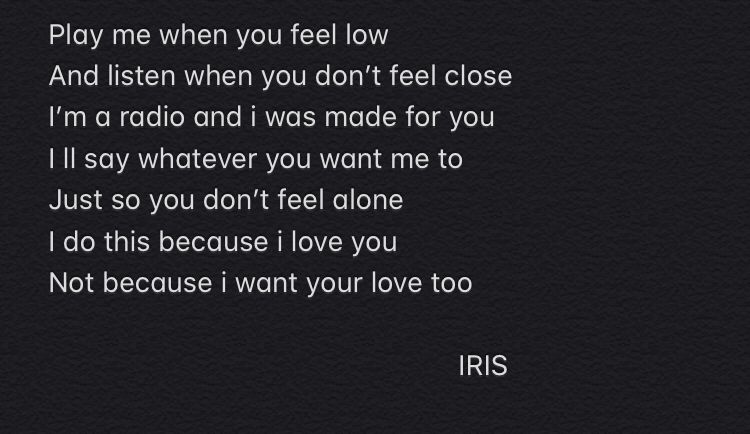 Play me when you feel low
And listen when you don't feel close
I'm a radio and i was made for you
I ll say whatever you want me to
Just so you don't feel alone
I do this because i love you
Not because i want your love too
IRIS